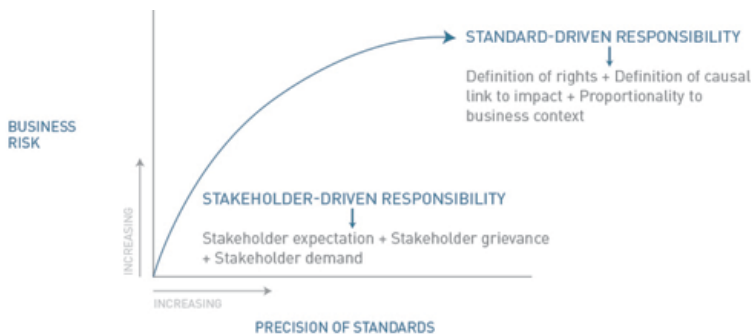 STANDARD-DRIVEN RESPONSIBILITY
Definition of rights + Definition of causal
link to impact + Proportionality to
business context
BUSINESS
RISK
INCREASING
STAKEHOLDER-DRIVEN RESPONSIBILITY
Stakeholder expectation + Stakeholder grievance
+ Stakeholder demand
INCREASING
PRECISION OF STANDARDS